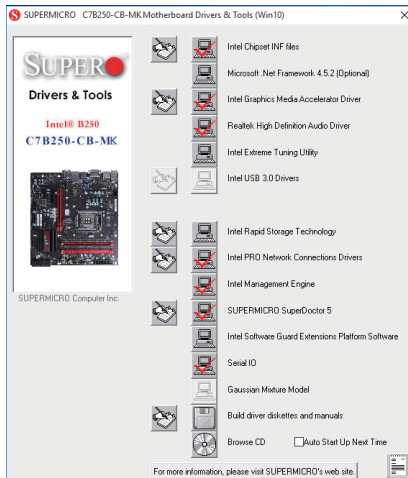 SUPERMICRO C7B250-CB-MK Motherboard Drivers & Tools (Win10)
SUPER
Drivers & Tools
Intel® B250
C7B250-CB-MK
SUPERMICRO Computer Inc.
Intel Chipset INF files
Microsoft .Net Framework 4.5.2 (Optional)
Intel Graphics Media Accelerator Driver
Realtek High Definition Audio Driver
Intel Extreme Tuning Utility
Intel USB 3.0 Drivers
Intel Rapid Storage Technology
Intel PRO Network Connections Drivers
Intel Management Engine
SUPERMICRO SuperDoctor 5
Intel Software Guard Extensions Platform Software
Serial IO
Gaussian Mixture Model
Build driver diskettes and manuals
Browse CD
Auto Start Up Next Time
For more information, please visit SUPERMICRO's web site.